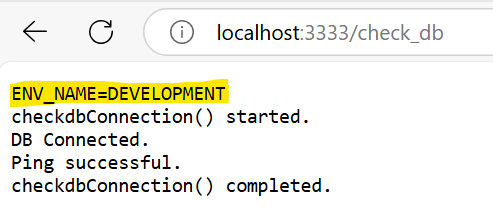 localhost:3333/check_db
ENV_NAME=DEVELOPMENT
checkdbConnection() started.
DB Connected.
Ping successful.
checkdbConnection() completed.